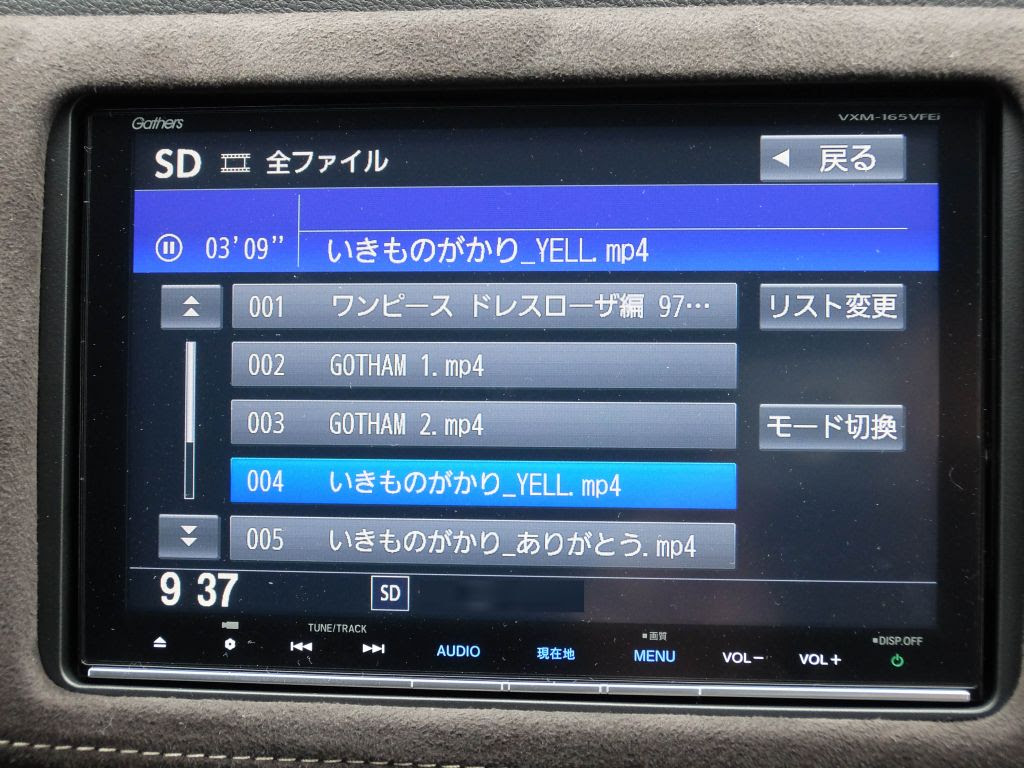 Gathers
VXM-165VFEi
SD 全ファイル
戻る
03'09"
いきものがかり_YELL.mp4
001 ワンピース ドレスローザ編 97…
リスト変更
002 GOTHAM 1.mp4
003 GOTHAM 2.mp4
モード切換
004 いきものがかり_YELL.mp4
005 いきものがかり_ありがとう.mp4
9 37
SD
TUNE/TRACK
AUDIO
現在地
画質
MENU
VOL−
VOL+
DISP OFF